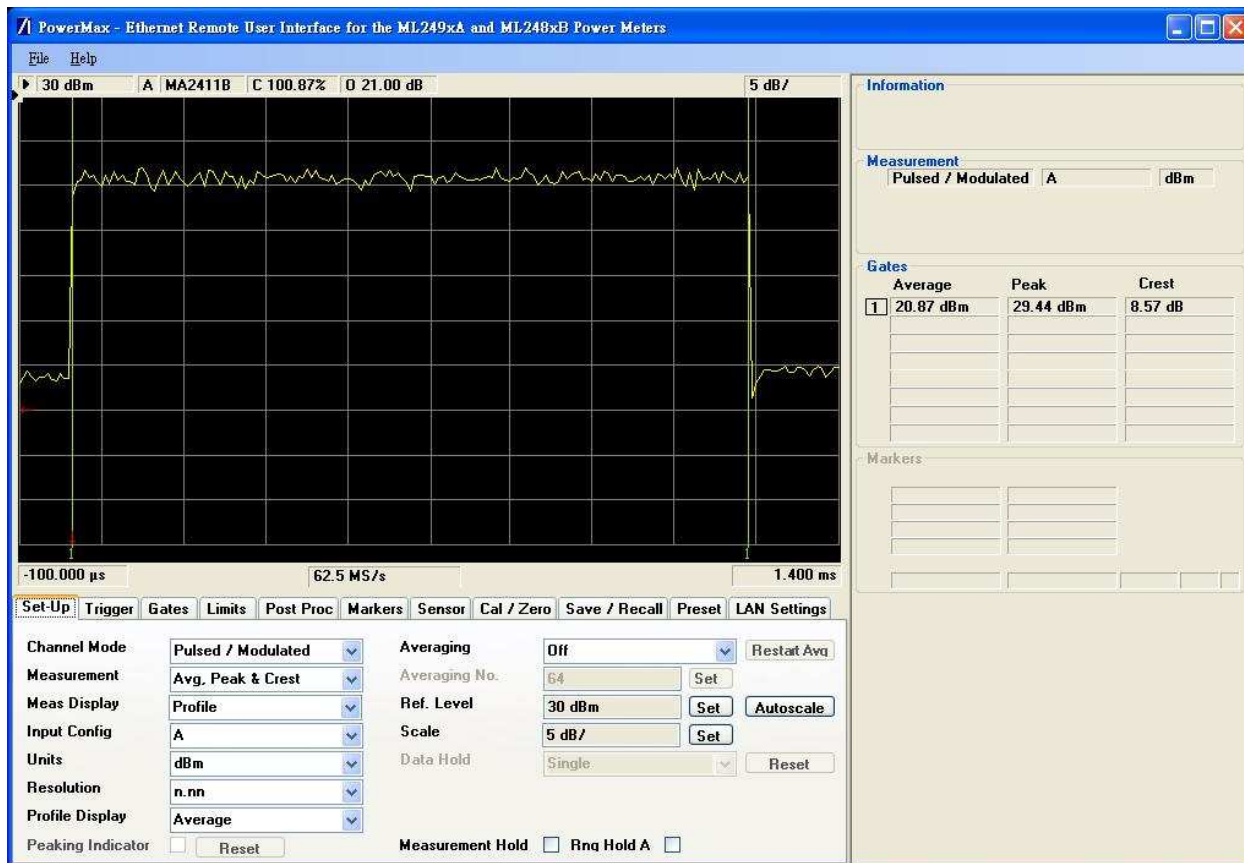 PowerMax - Ethernet Remote User Interface for the ML249xA and ML248xB Power Meters
File Help
30 dBm A MA2411B C 100.87% O 21.00 dB 5 dB/
1 1
-100.000 µs 62.5 MS/s 1.400 ms
Information
Measurement
Pulsed / Modulated A dBm
Gates
Average Peak Crest
1 20.87 dBm 29.44 dBm 8.57 dB
Markers
Set-Up Trigger Gates Limits Post Proc Markers Sensor Cal / Zero Save / Recall Preset LAN Settings
Channel Mode Pulsed / Modulated Averaging Off Restart Avg
Measurement Avg, Peak & Crest Averaging No. 64 Set
Meas Display Profile Ref. Level 30 dBm Set Autoscale
Input Config A Scale 5 dB/ Set
Units dBm Data Hold Single Reset
Resolution n.nn
Profile Display Average
Peaking Indicator Reset Measurement Hold Rng Hold A